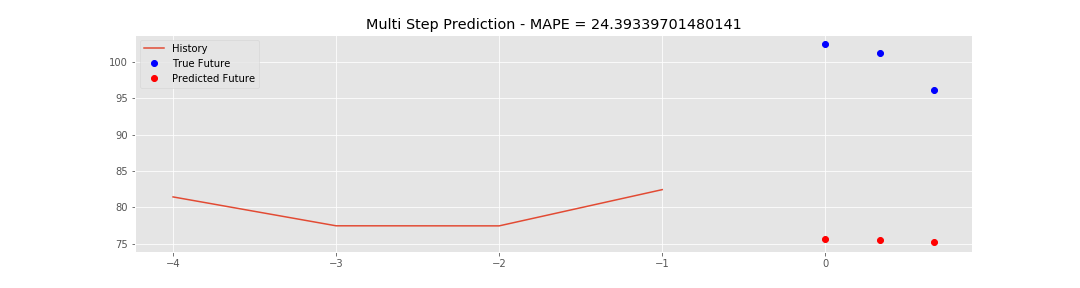 Multi Step Prediction - MAPE = 24.39339701480141
History
True Future
Predicted Future
100
95
90
85
80
75
−4
−3
−2
−1
0